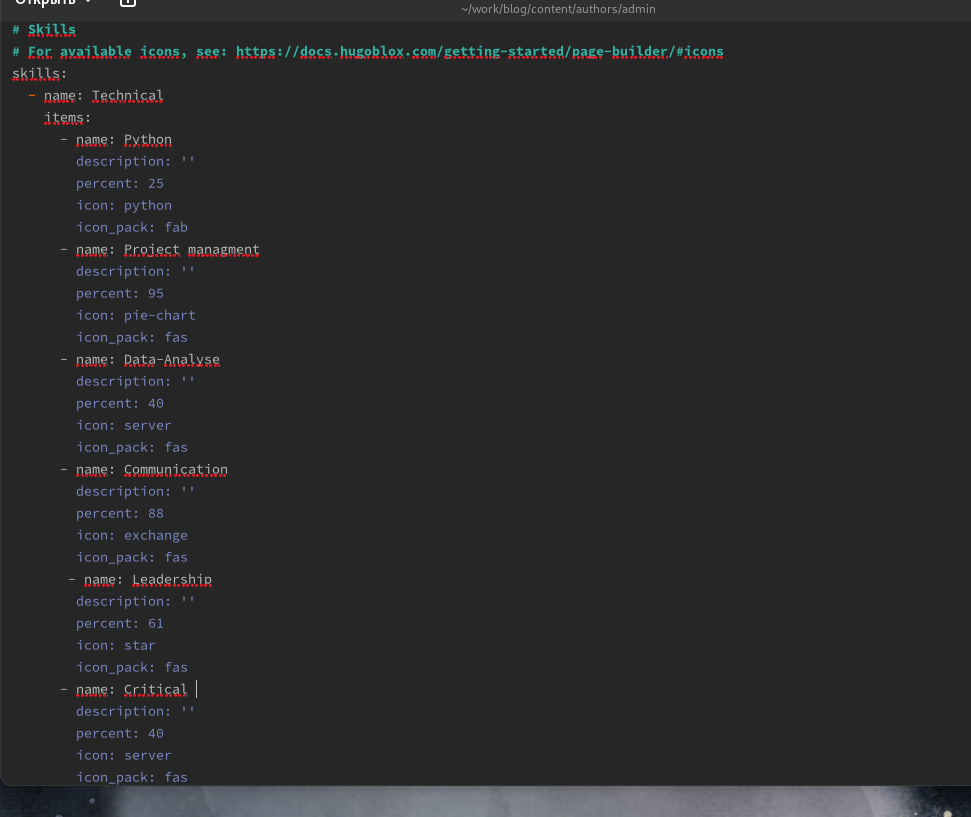 Открыть
~/work/blog/content/authors/admin
# Skills
# For available icons, see: https://docs.hugoblox.com/getting-started/page-builder/#icons
skills:
  - name: Technical
    items:
      - name: Python
        description: ''
        percent: 25
        icon: python
        icon_pack: fab
      - name: Project managment
        description: ''
        percent: 95
        icon: pie-chart
        icon_pack: fas
      - name: Data-Analyse
        description: ''
        percent: 40
        icon: server
        icon_pack: fas
      - name: Communication
        description: ''
        percent: 88
        icon: exchange
        icon_pack: fas
       - name: Leadership
        description: ''
        percent: 61
        icon: star
        icon_pack: fas
      - name: Critical
        description: ''
        percent: 40
        icon: server
        icon_pack: fas